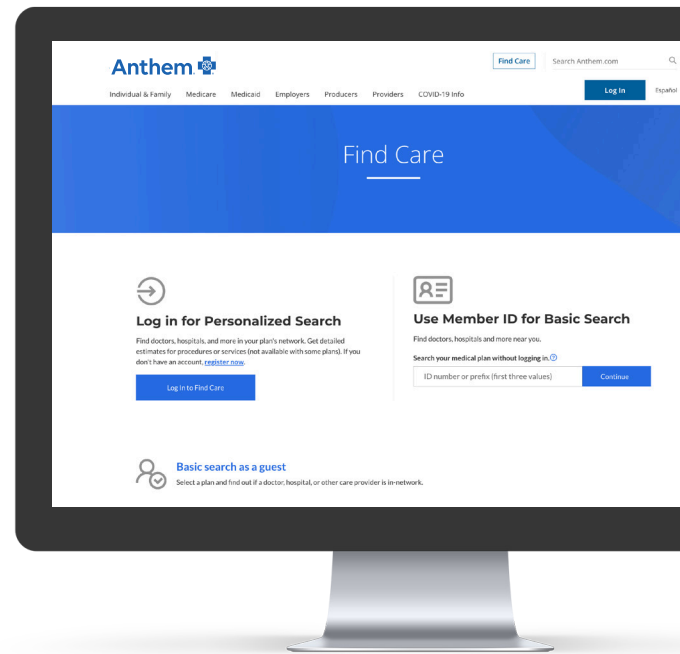 Anthem
Find Care
Search Anthem.com
Individual & Family Medicare Medicaid Employers Producers Providers COVID-19 Info
Log In
Español
Find Care
Log in for Personalized Search
Find doctors, hospitals, and more in your plan's network. Get detailed
estimates for procedures or services (not available with some plans). If you
don't have an account, register now.
Log In to Find Care
Use Member ID for Basic Search
Find doctors, hospitals and more near you.
Search your medical plan without logging in.
ID number or prefix (first three values)
Continue
Basic search as a guest
Select a plan and find out if a doctor, hospital, or other care provider is in-network.